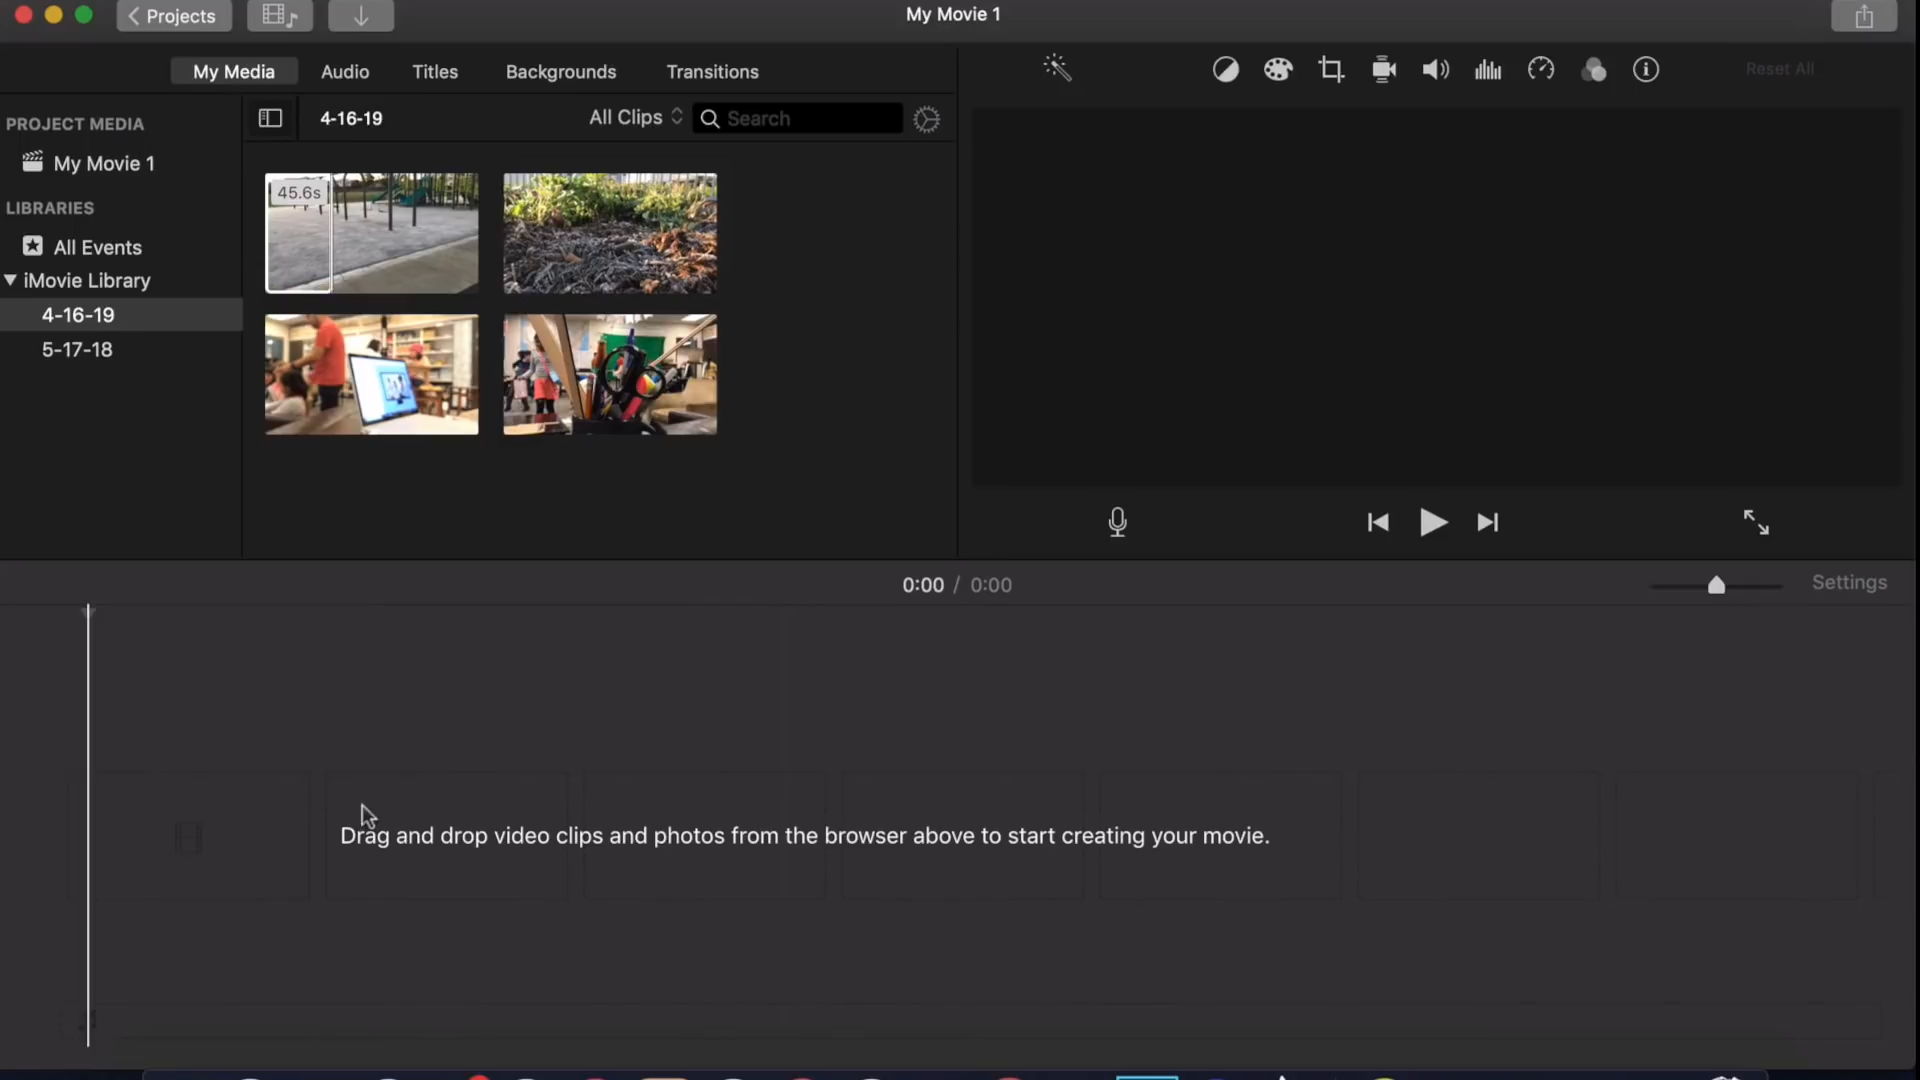 Projects
My Movie 1
My Media
Audio
Titles
Backgrounds
Transitions
Reset All
PROJECT MEDIA
My Movie 1
LIBRARIES
All Events
iMovie Library
4-16-19
5-17-18
4-16-19
All Clips
Search
45.6s
0:00 / 0:00
Settings
Drag and drop video clips and photos from the browser above to start creating your movie.